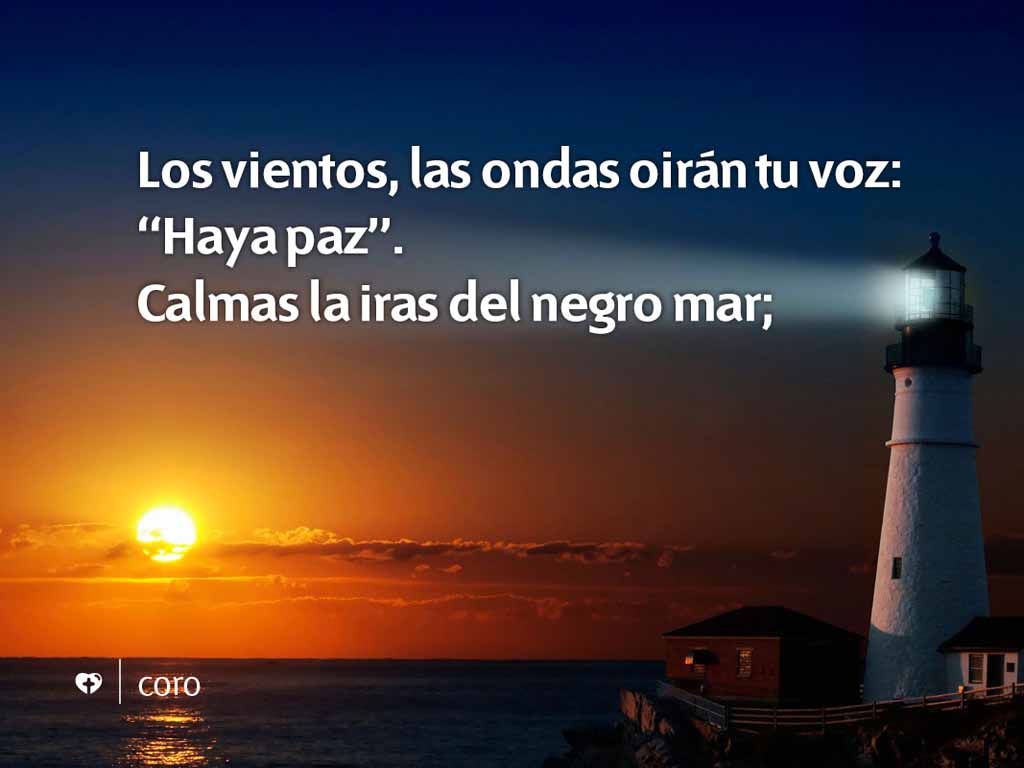 Los vientos, las ondas oirán tu voz:
“Haya paz”.
Calmas la iras del negro mar;
coro